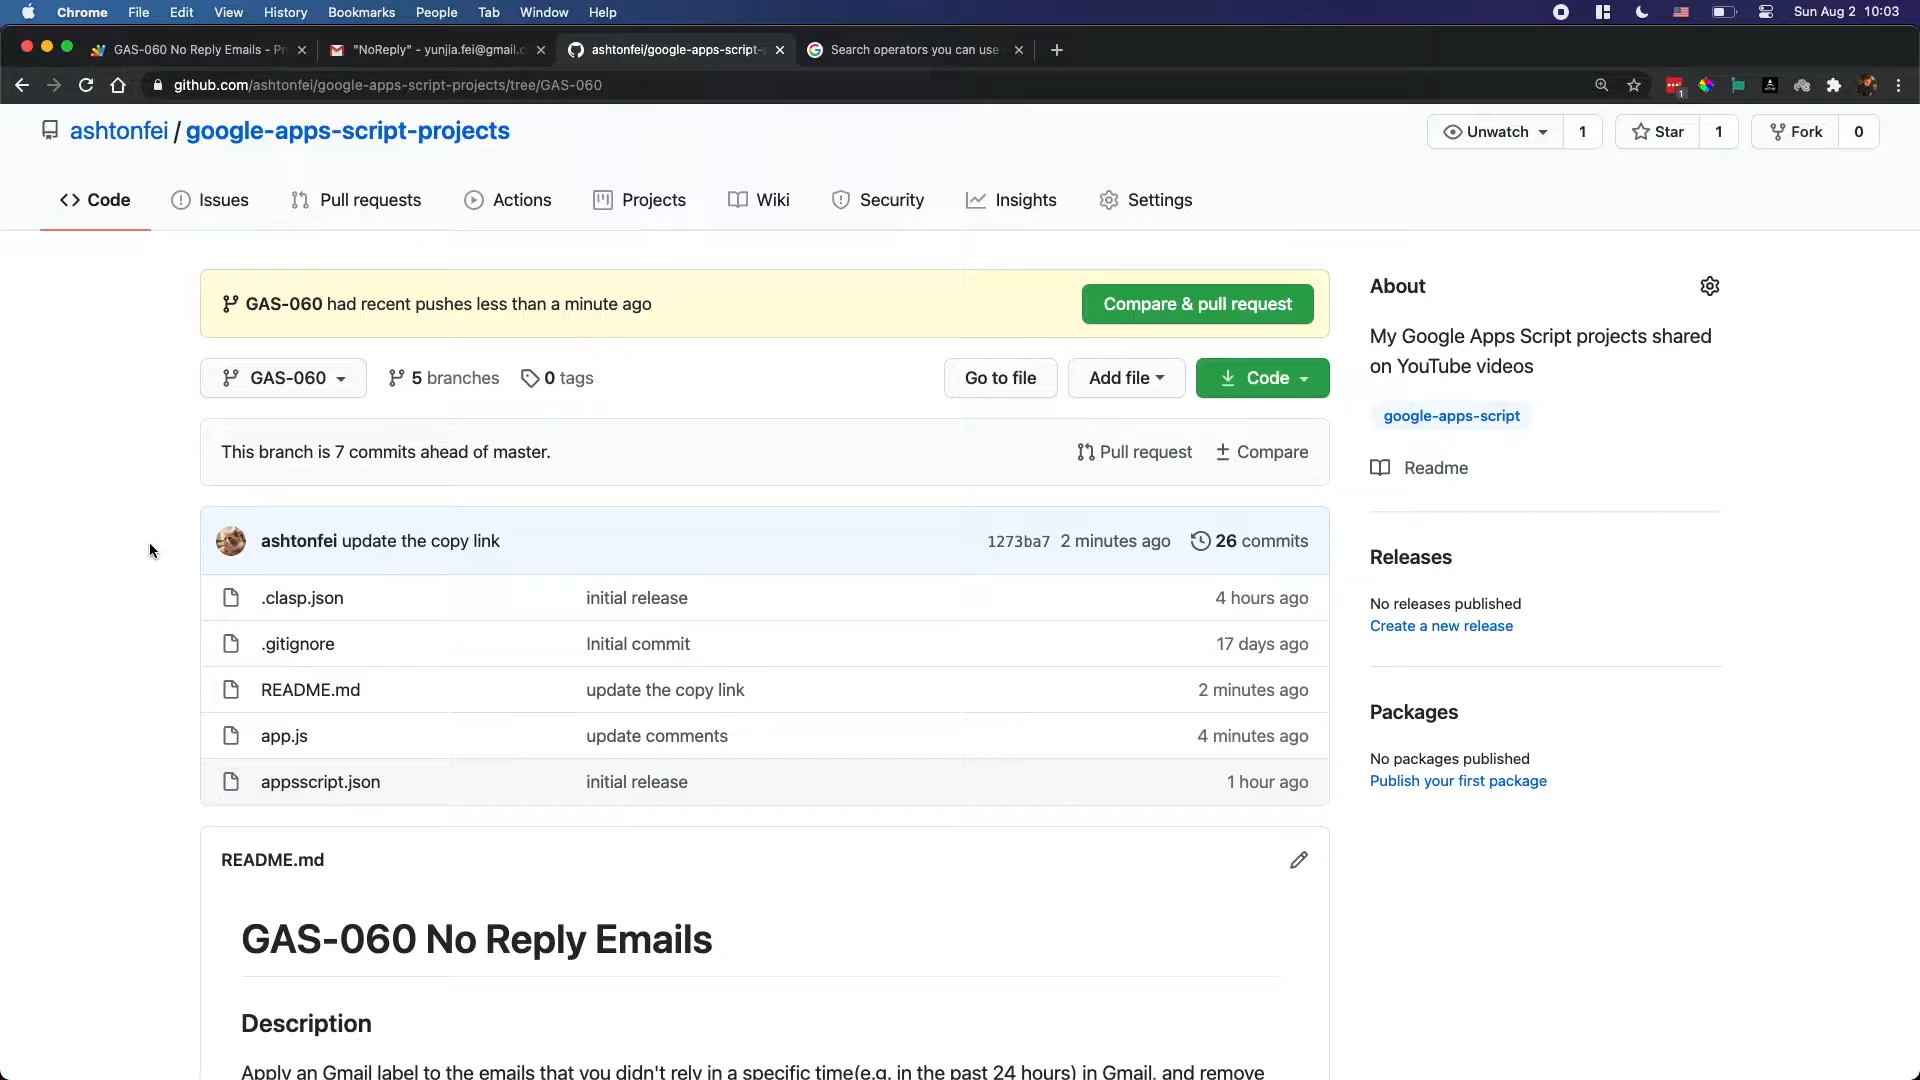 Chrome File Edit View History Bookmarks People Tab Window Help Sun Aug 2 10:03
GAS-060 No Reply Emails - Pr "NoReply" - yunjia.fei@gmail.c ashtonfei/google-apps-script- Search operators you can use
github.com/ashtonfei/google-apps-script-projects/tree/GAS-060 1
ashtonfei / google-apps-script-projects Unwatch 1 Star 1 Fork 0
Code Issues Pull requests Actions Projects Wiki Security Insights Settings
GAS-060 had recent pushes less than a minute ago Compare & pull request
GAS-060 5 branches 0 tags Go to file Add file Code
This branch is 7 commits ahead of master. Pull request Compare
ashtonfei update the copy link 1273ba7 2 minutes ago 26 commits
.clasp.json initial release 4 hours ago
.gitignore Initial commit 17 days ago
README.md update the copy link 2 minutes ago
app.js update comments 4 minutes ago
appsscript.json initial release 1 hour ago
README.md
GAS-060 No Reply Emails
Description
Apply an Gmail label to the emails that you didn't rely in a specific time(e.g. in the past 24 hours) in Gmail, and remove
About
My Google Apps Script projects shared
on YouTube videos
google-apps-script
Readme
Releases
No releases published
Create a new release
Packages
No packages published
Publish your first package